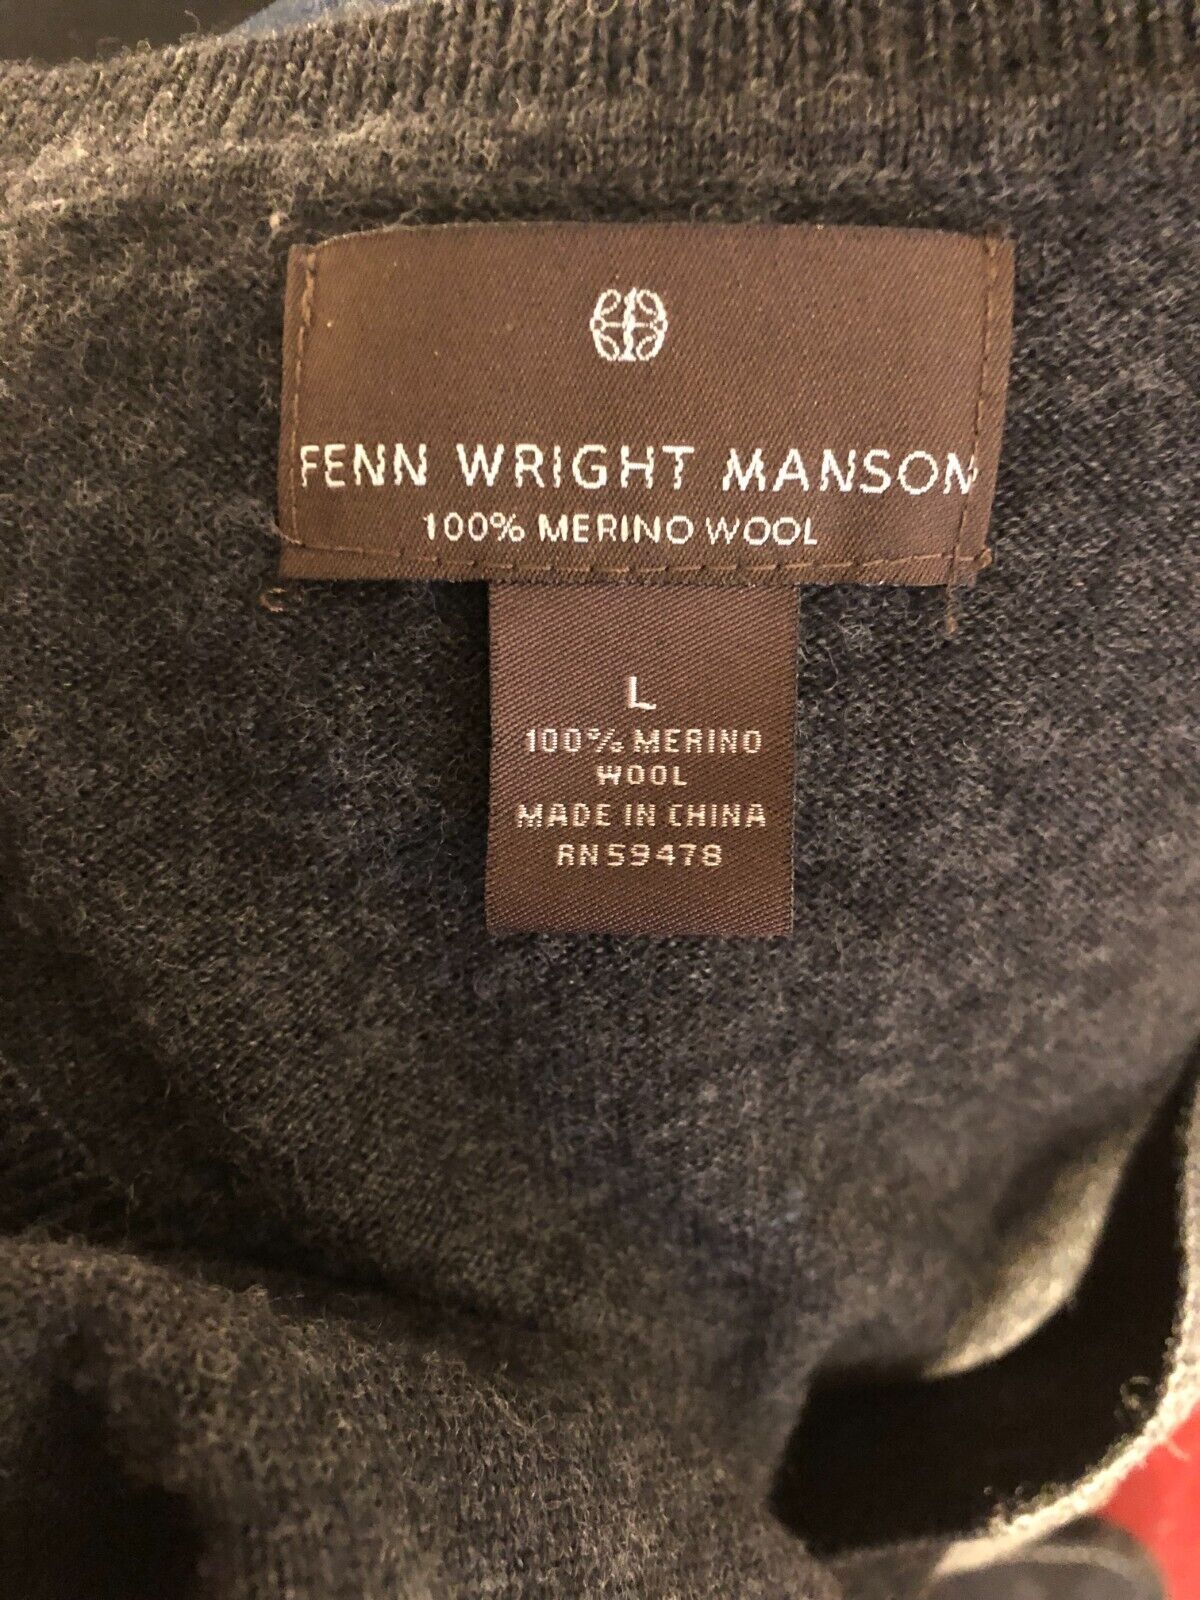 FENN WRIGHT MANSON
100% MERINO WOOL
L
100% MERINO
WOOL
MADE IN CHINA
RN59478